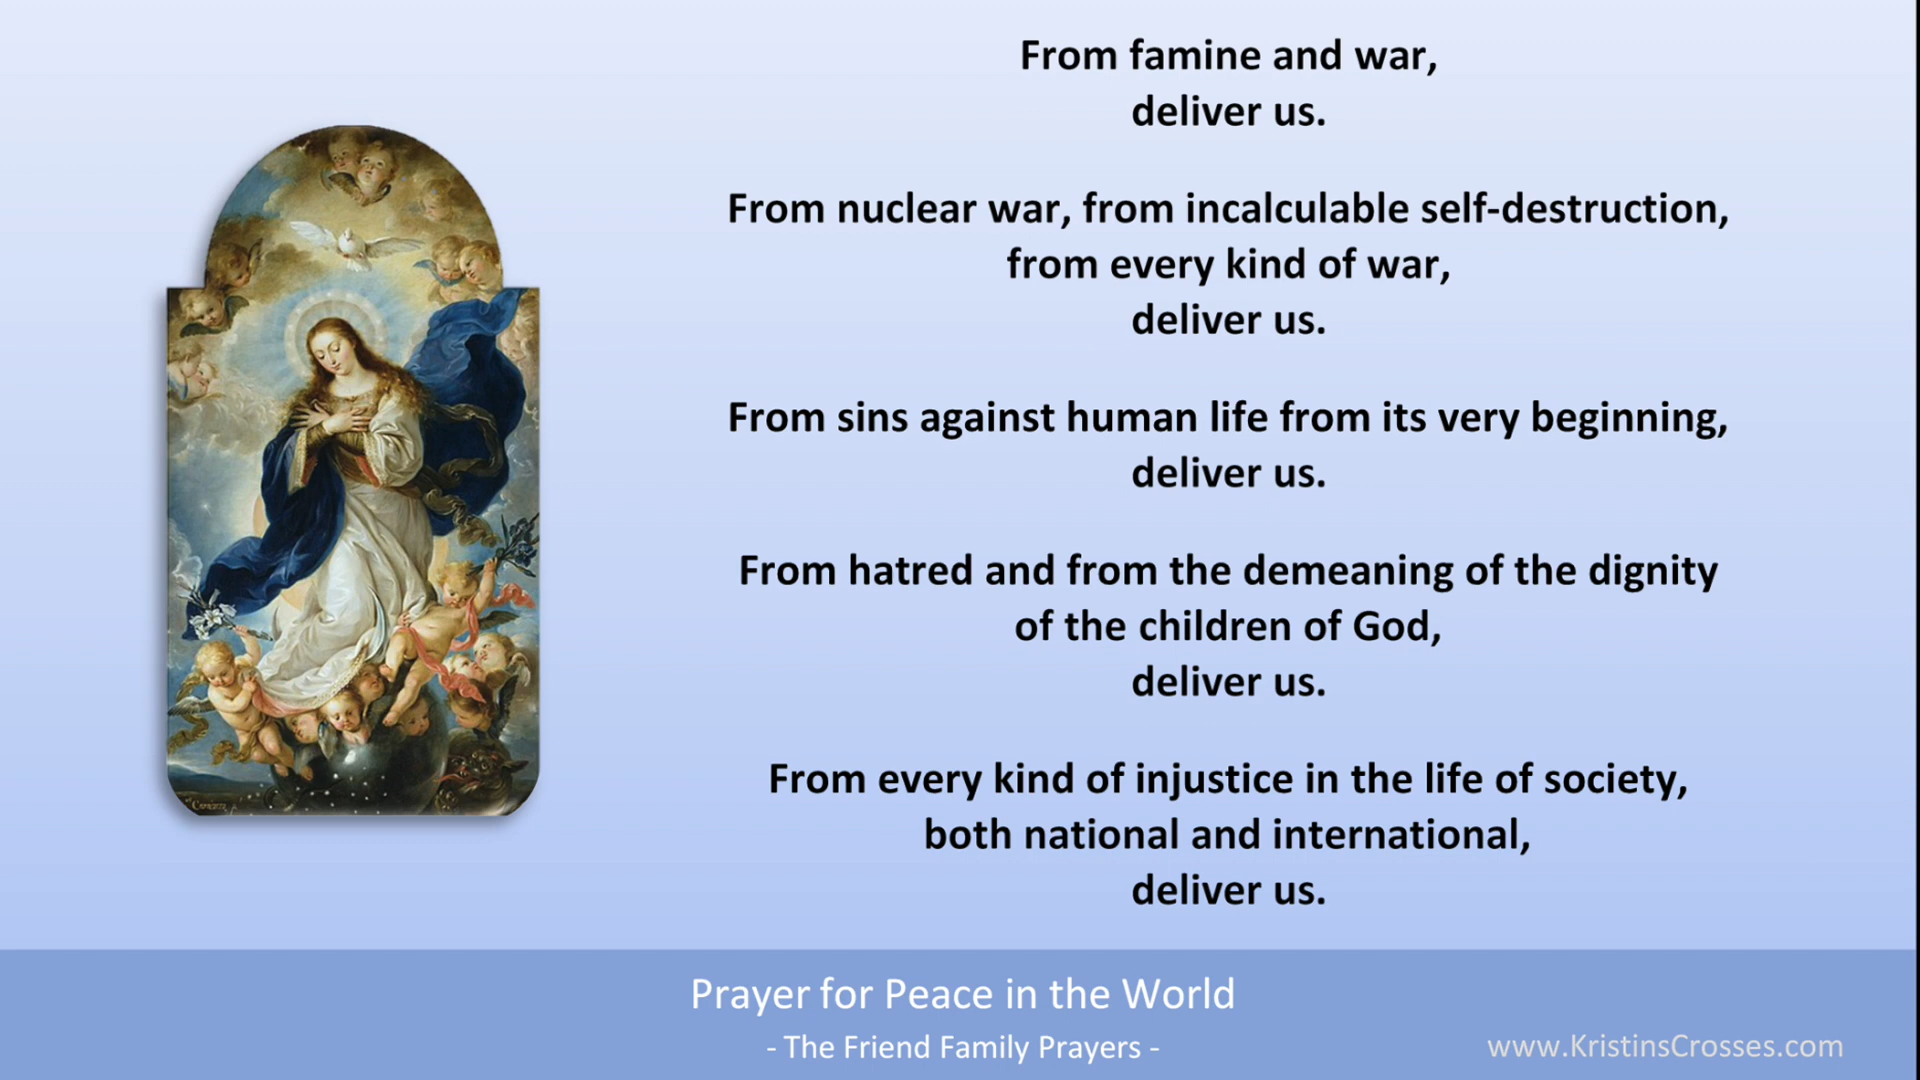 From famine and war,
deliver us.
From nuclear war, from incalculable self-destruction,
from every kind of war,
deliver us.
From sins against human life from its very beginning,
deliver us.
From hatred and from the demeaning of the dignity
of the children of God,
deliver us.
From every kind of injustice in the life of society,
both national and international,
deliver us.
Prayer for Peace in the World
- The Friend Family Prayers -
www.KristinsCrosses.com